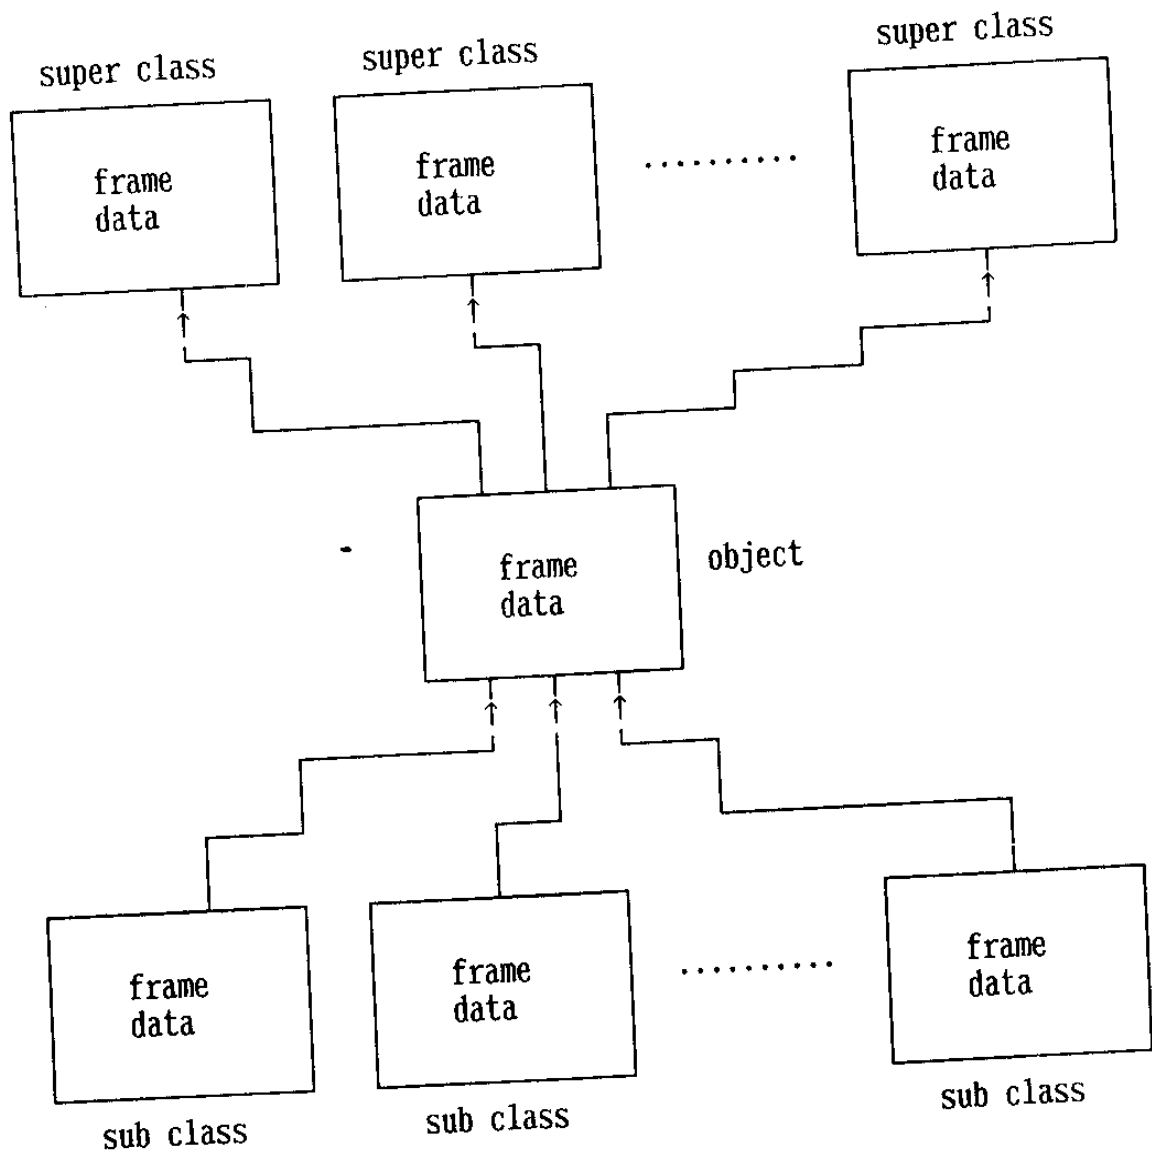 super class
super class
super class
frame
data
frame
data
..........
frame
data
frame
data
object
frame
data
frame
data
..........
frame
data
sub class
sub class
sub class